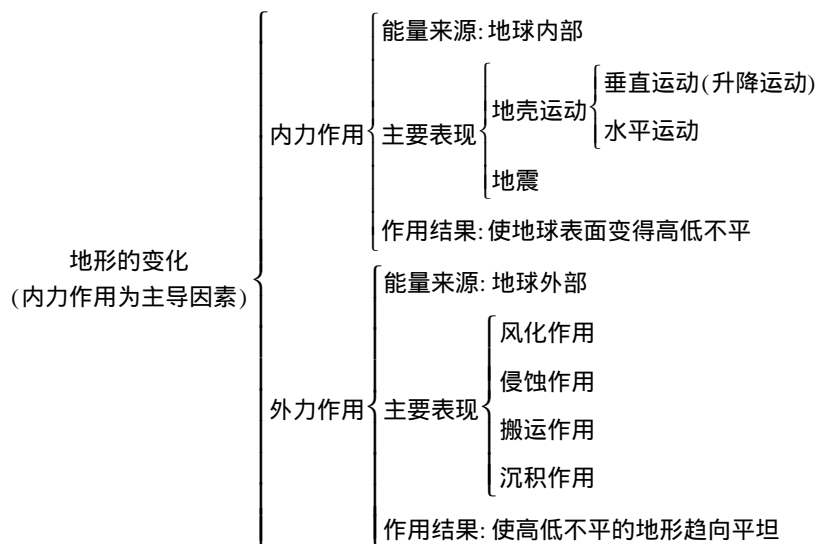 能量来源:地球内部
垂直运动(升降运动)
地壳运动
水平运动
内力作用
主要表现
地震
作用结果:使地球表面变得高低不平
地形的变化
(内力作用为主导因素)
能量来源:地球外部
风化作用
侵蚀作用
外力作用
主要表现
搬运作用
沉积作用
作用结果:使高低不平的地形趋向平坦